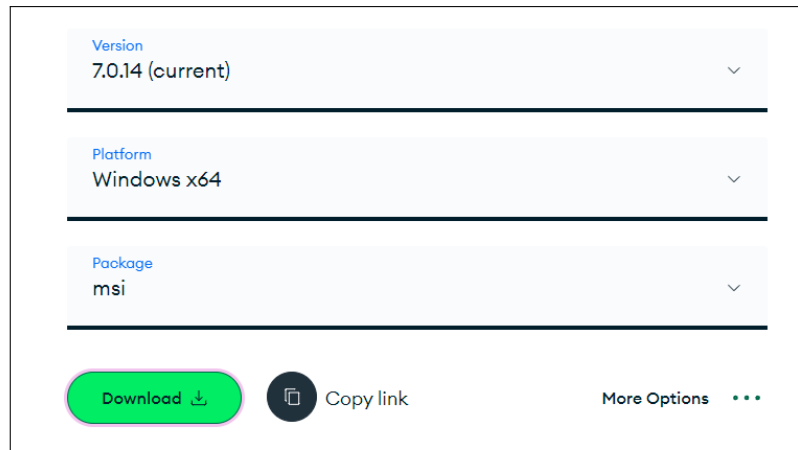 Version
7.0.14 (current)
Platform
Windows x64
Package
msi
Download
Copy link
More Options